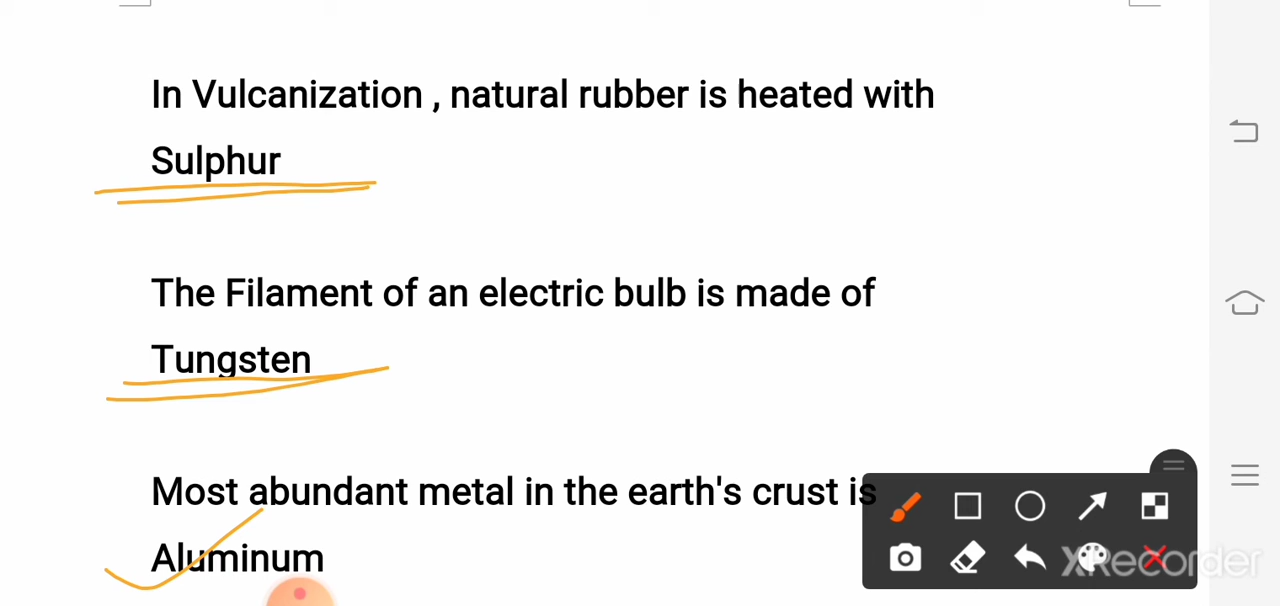 In Vulcanization , natural rubber is heated with
Sulphur
The Filament of an electric bulb is made of
Tungsten
Most abundant metal in the earth's crust is
Aluminum
XRecorder